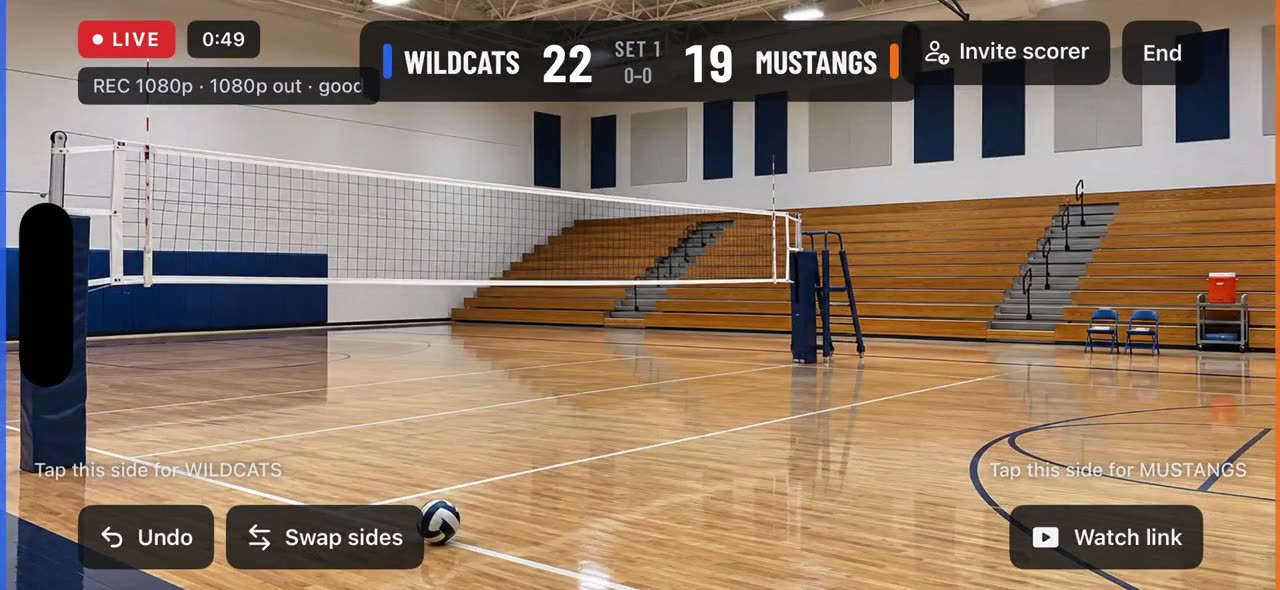 LIVE
0:49
REC 1080p · 1080p out · good
WILDCATS 22 SET 1 0-0 19 MUSTANGS
Invite scorer
End
Tap this side for WILDCATS
Tap this side for MUSTANGS
Undo
Swap sides
Watch link